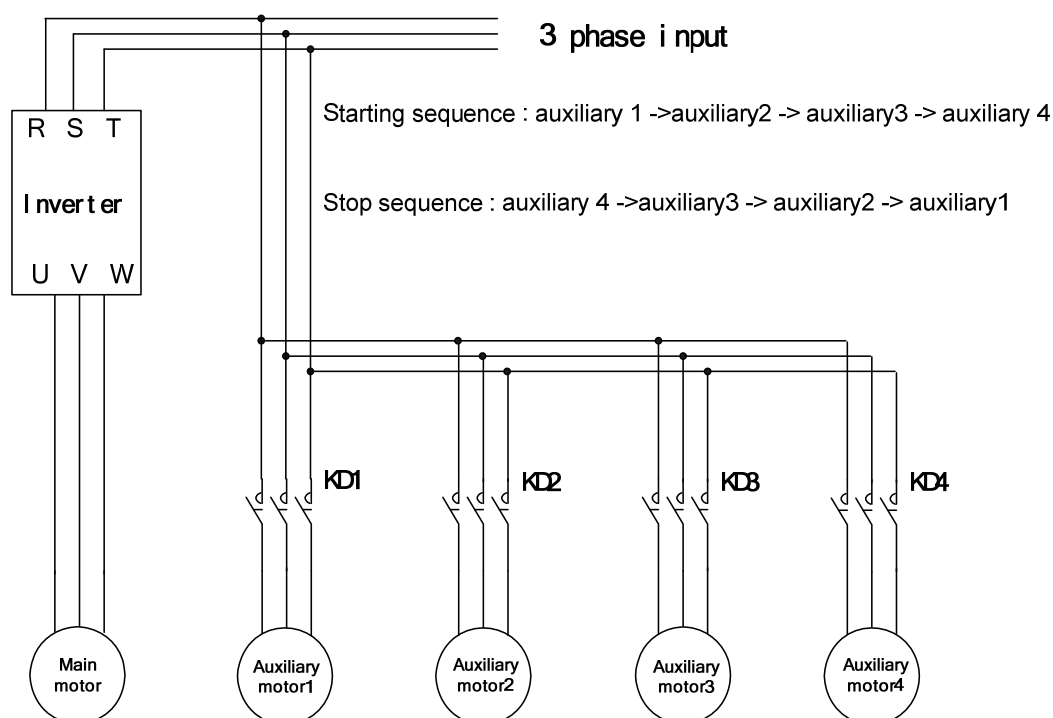 3 phase input
Starting sequence : auxiliary 1 ->auxiliary2 -> auxiliary3 -> auxiliary 4
R S T
Inverter
Stop sequence : auxiliary 4 ->auxiliary3 -> auxiliary2 -> auxiliary1
U V W
KD1
KD2
KD3
KD4
Main
motor
Auxiliary
motor1
Auxiliary
motor2
Auxiliary
motor3
Auxiliary
motor4